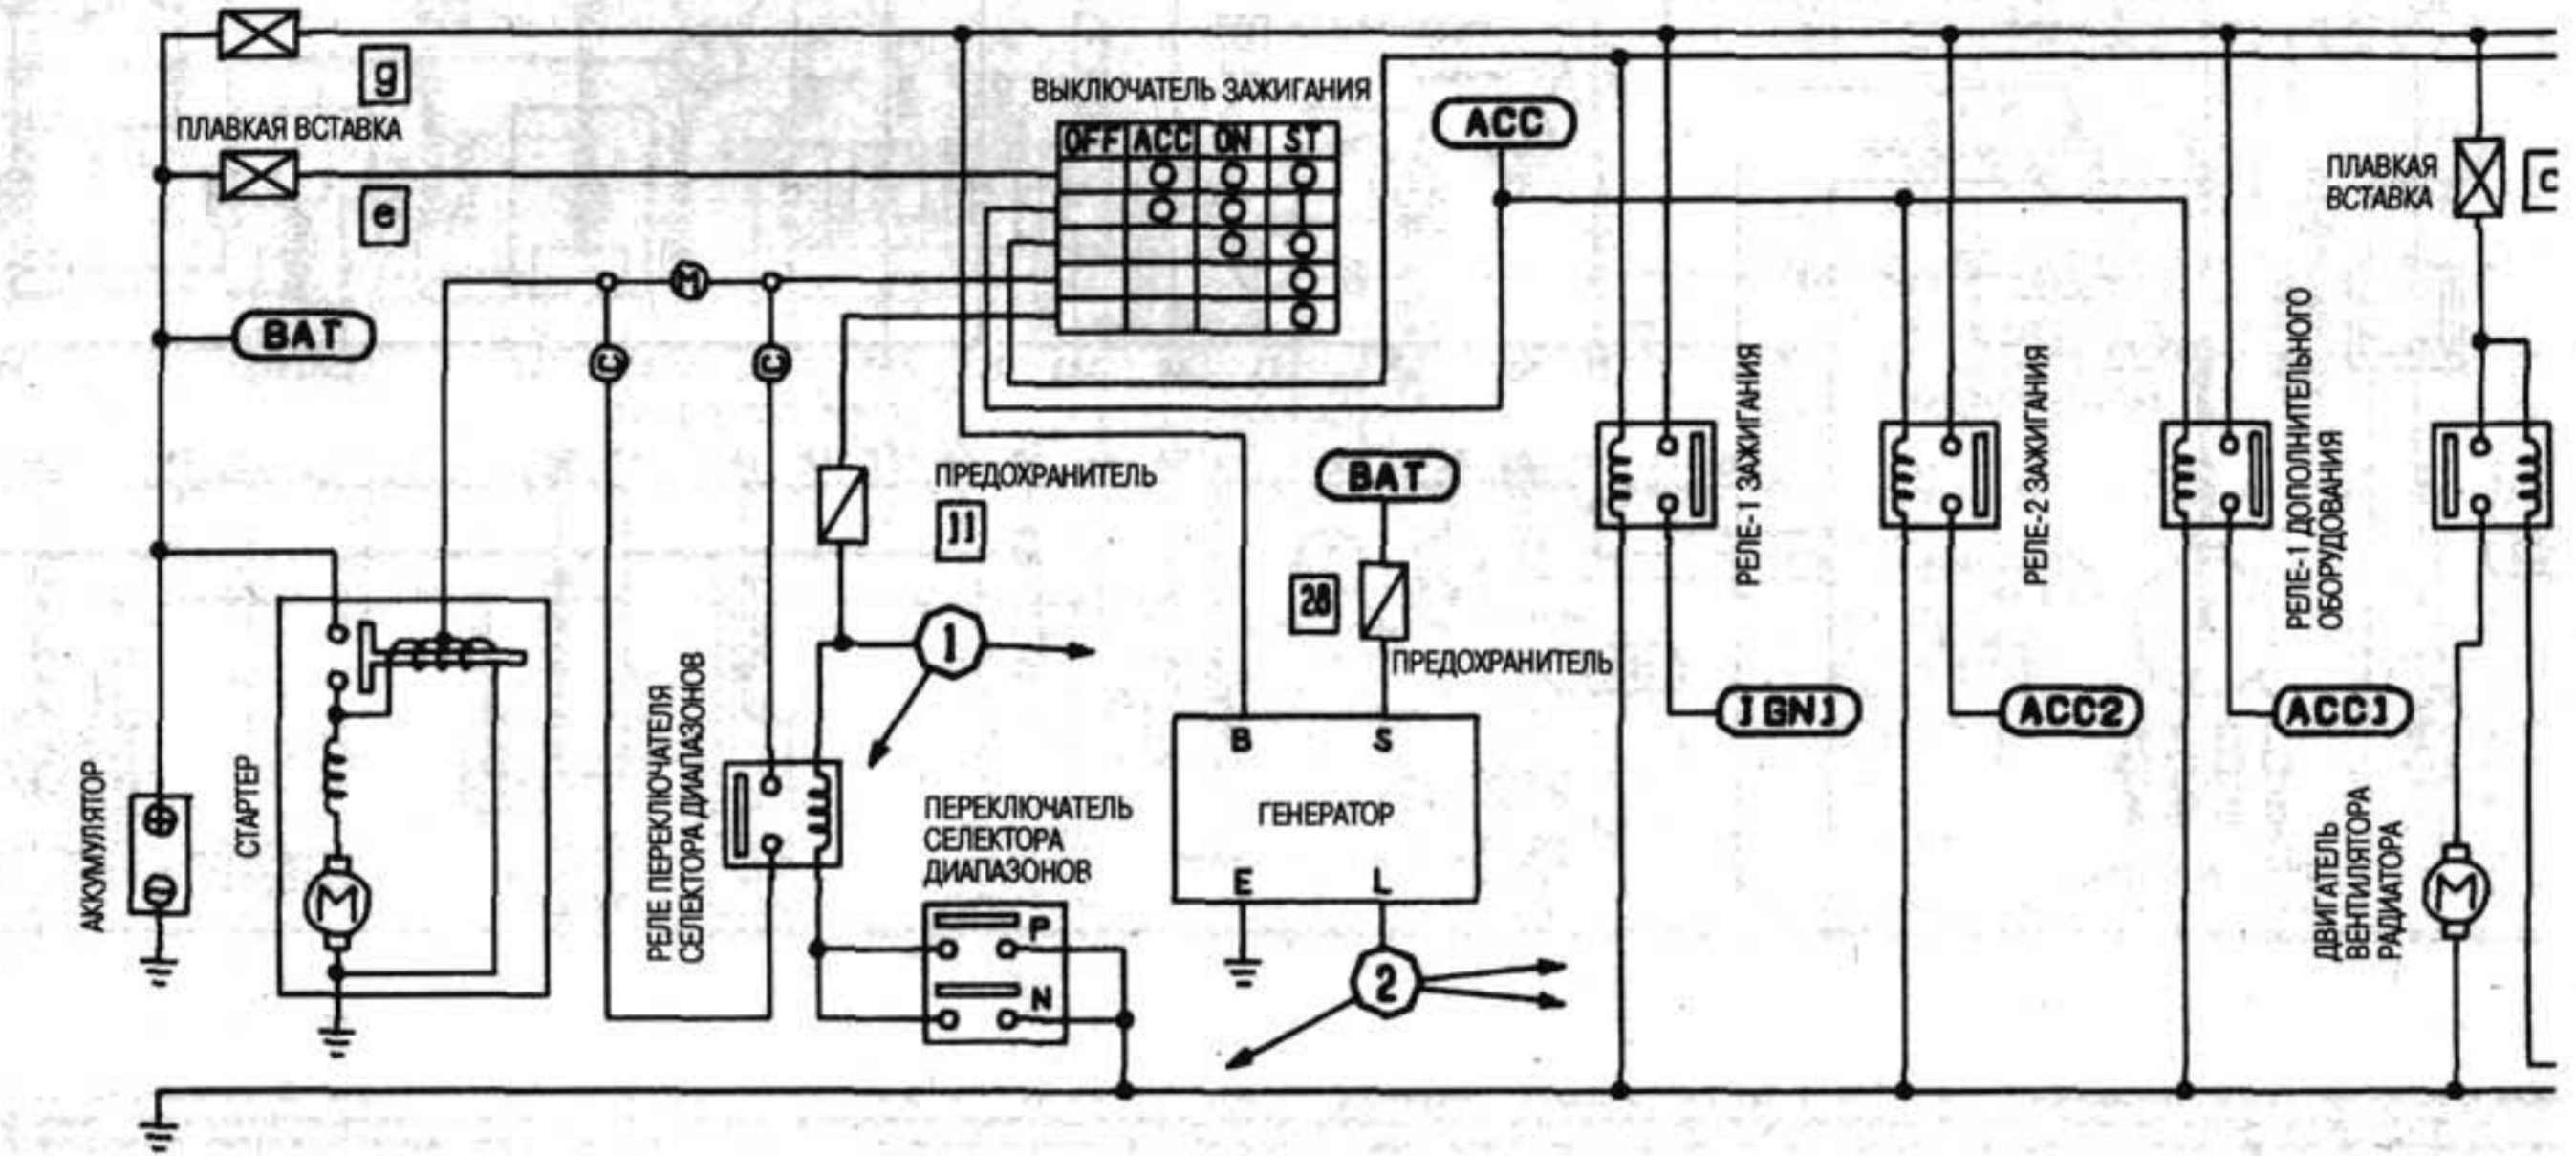 g
ПЛАВКАЯ ВСТАВКА
e
BAT
ВЫКЛЮЧАТЕЛЬ ЗАЖИГАНИЯ
OFF ACC ON ST
ACC
ПЛАВКАЯ
ВСТАВКА
C
M
C
C
ПРЕДОХРАНИТЕЛЬ
11
BAT
28
ПРЕДОХРАНИТЕЛЬ
РЕЛЕ-1 ЗАЖИГАНИЯ
РЕЛЕ-2 ЗАЖИГАНИЯ
РЕЛЕ-1 ДОПОЛНИТЕЛЬНОГО
ОБОРУДОВАНИЯ
1
IGN1
ACC2
ACC1
АККУМУЛЯТОР
СТАРТЕР
M
РЕЛЕ ПЕРЕКЛЮЧАТЕЛЯ
СЕЛЕКТОРА ДИАПАЗОНОВ
ПЕРЕКЛЮЧАТЕЛЬ
СЕЛЕКТОРА
ДИАПАЗОНОВ
P
N
B S
ГЕНЕРАТОР
E L
2
ДВИГАТЕЛЬ
ВЕНТИЛЯТОРА
РАДИАТОРА
M